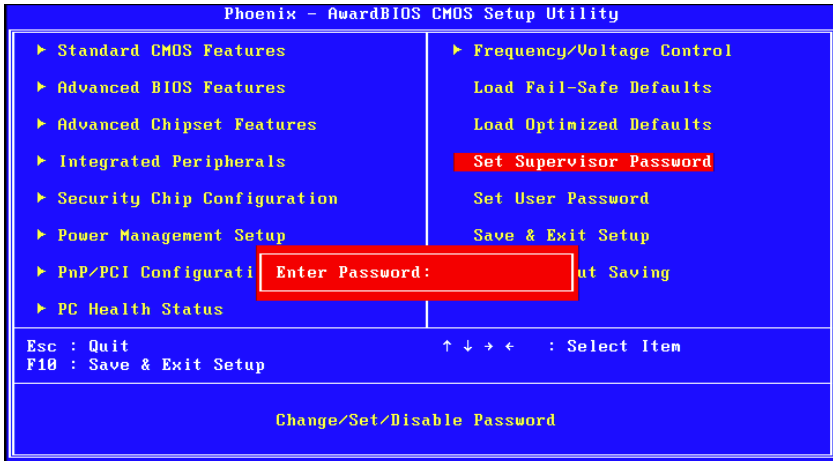 Phoenix - AwardBIOS CMOS Setup Utility
▶ Standard CMOS Features
▶ Advanced BIOS Features
▶ Advanced Chipset Features
▶ Integrated Peripherals
▶ Security Chip Configuration
▶ Power Management Setup
▶ PnP/PCI Configurati
▶ PC Health Status
▶ Frequency/Voltage Control
Load Fail-Safe Defaults
Load Optimized Defaults
Set Supervisor Password
Set User Password
Save & Exit Setup
ut Saving
Enter Password:
Esc : Quit
F10 : Save & Exit Setup
↑ ↓ → ← : Select Item
Change/Set/Disable Password